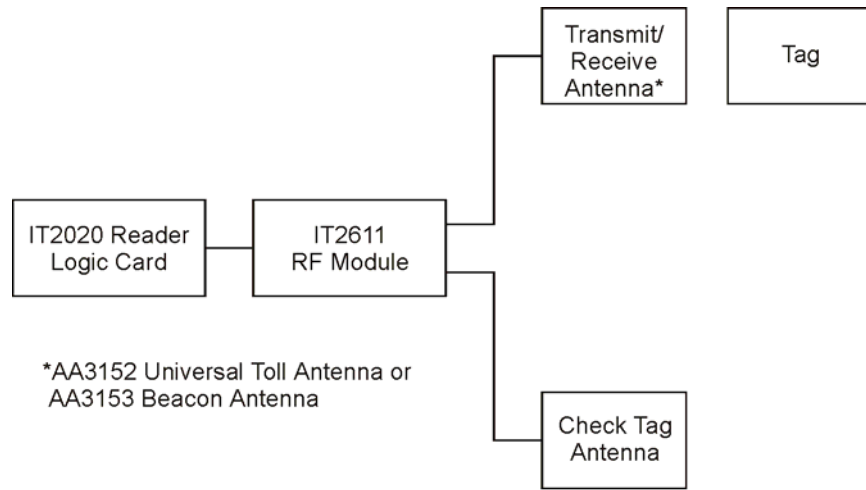 Transmit/
Receive
Antenna*
Tag
IT2020 Reader
Logic Card
IT2611
RF Module
*AA3152 Universal Toll Antenna or
AA3153 Beacon Antenna
Check Tag
Antenna